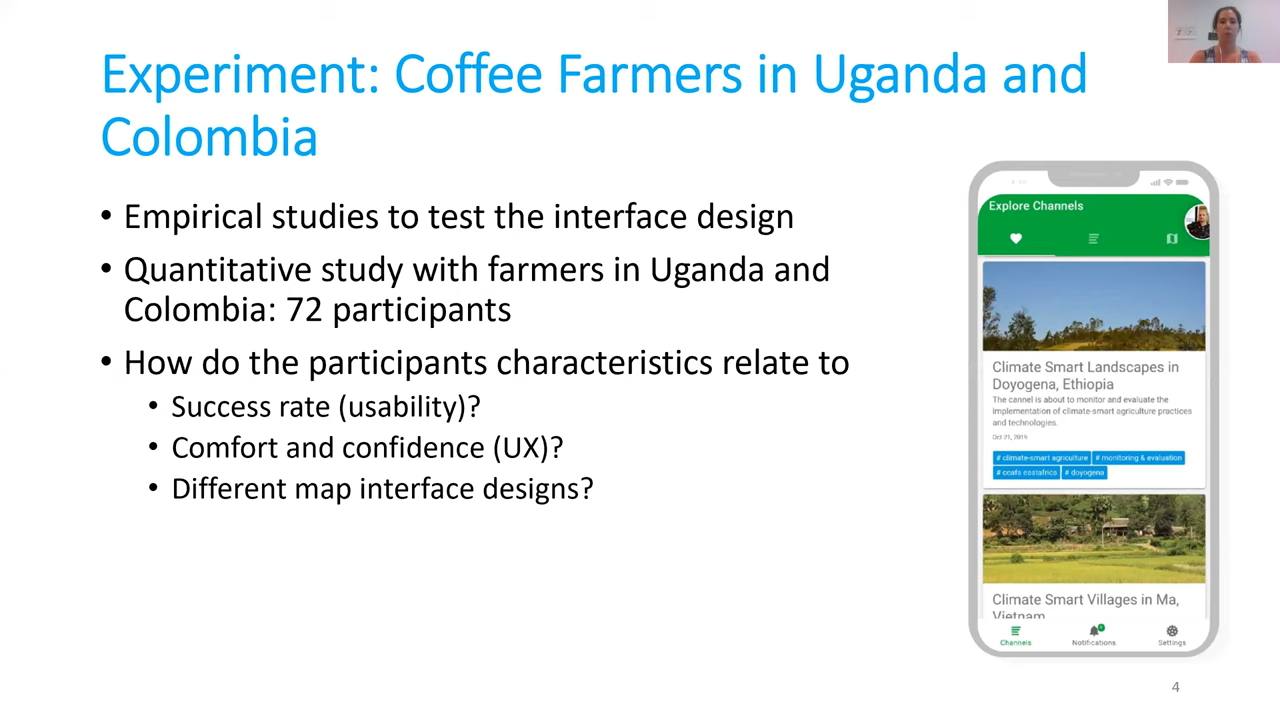 Experiment: Coffee Farmers in Uganda and
Colombia
• Empirical studies to test the interface design
• Quantitative study with farmers in Uganda and
Colombia: 72 participants
• How do the participants characteristics relate to
• Success rate (usability)?
• Comfort and confidence (UX)?
• Different map interface designs?
Explore Channels
Climate Smart Landscapes in
Doyogena, Ethiopia
The cannel is about to monitor and evaluate the
implementation of climate-smart agriculture practices
and technologies.
Oct 21, 2019
# climate-smart agriculture # monitoring & evaluation
# ccafs eastafrics # doyogena
Climate Smart Villages in Ma,
Vietnam
Channels Notifications Settings
4